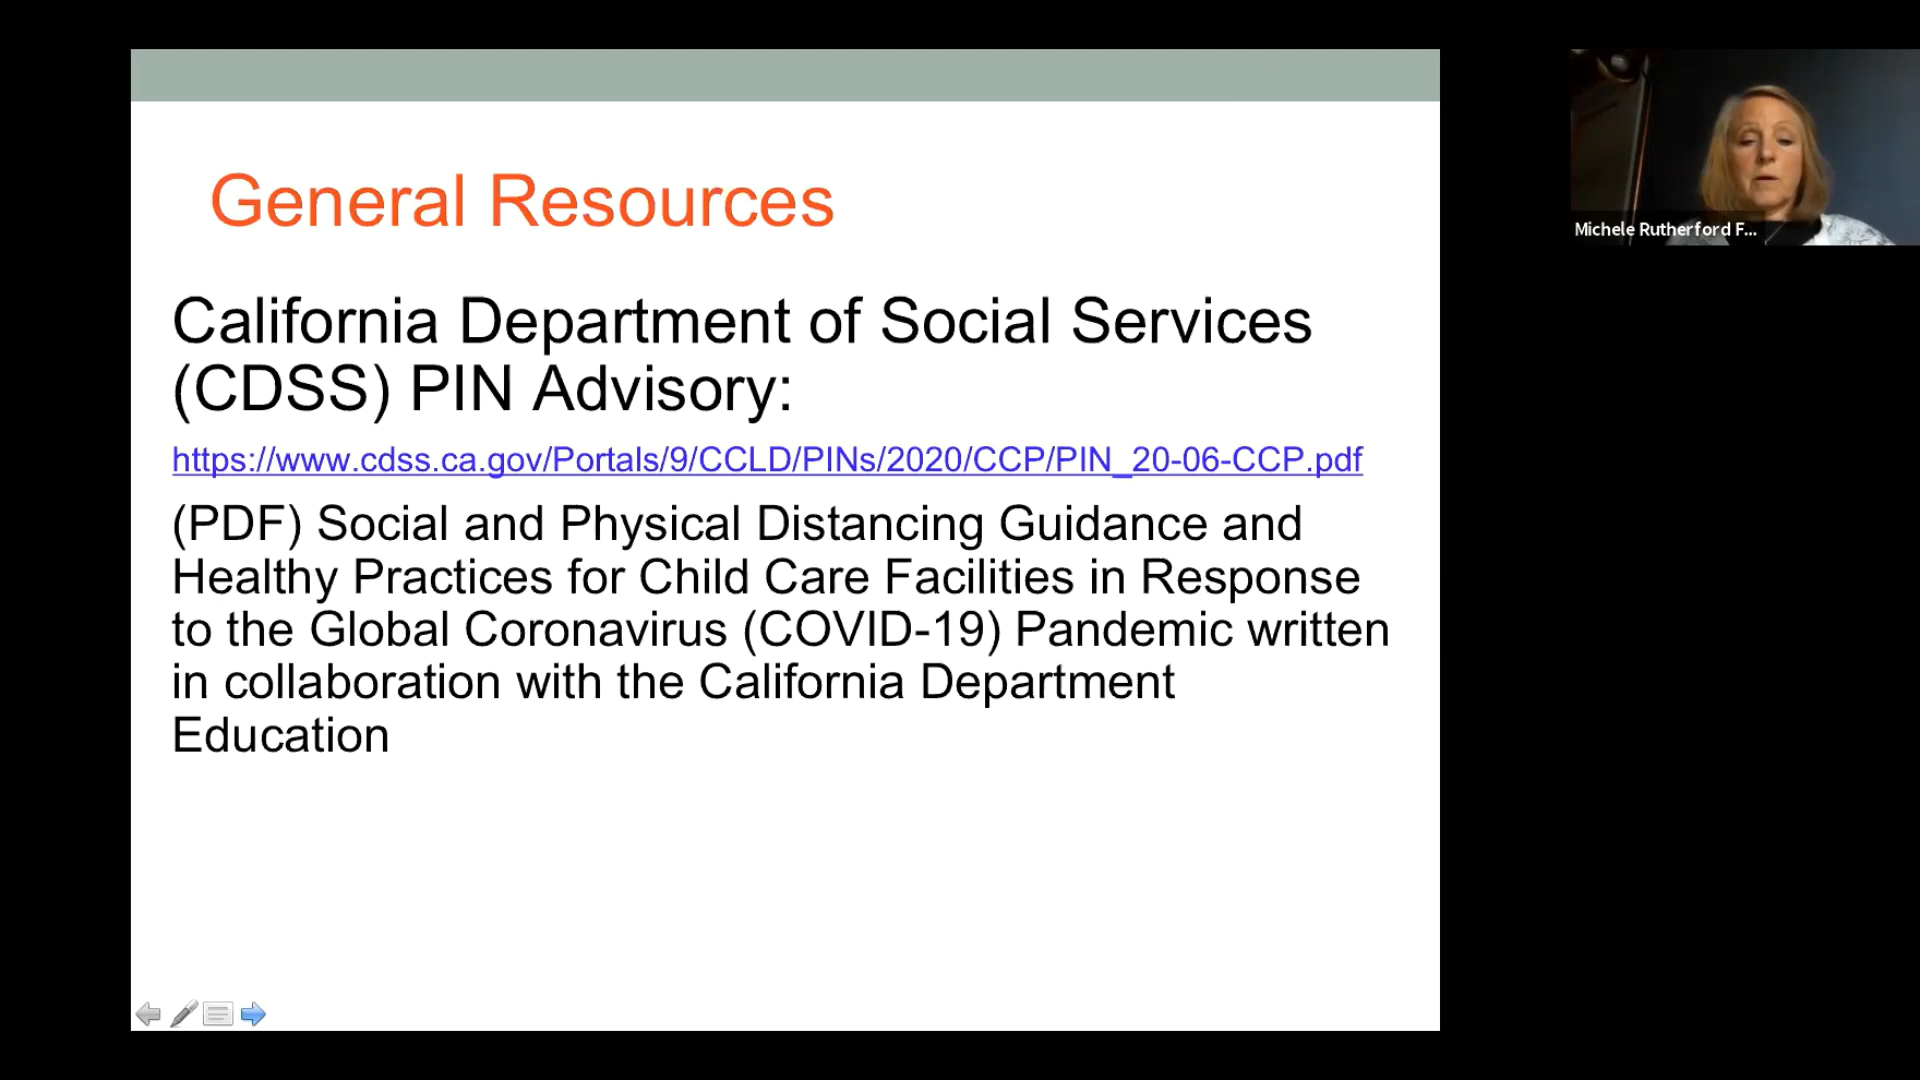 General Resources
California Department of Social Services
(CDSS) PIN Advisory:
https://www.cdss.ca.gov/Portals/9/CCLD/PINs/2020/CCP/PIN_20-06-CCP.pdf
(PDF) Social and Physical Distancing Guidance and
Healthy Practices for Child Care Facilities in Response
to the Global Coronavirus (COVID-19) Pandemic written
in collaboration with the California Department
Education
Michele Rutherford F...